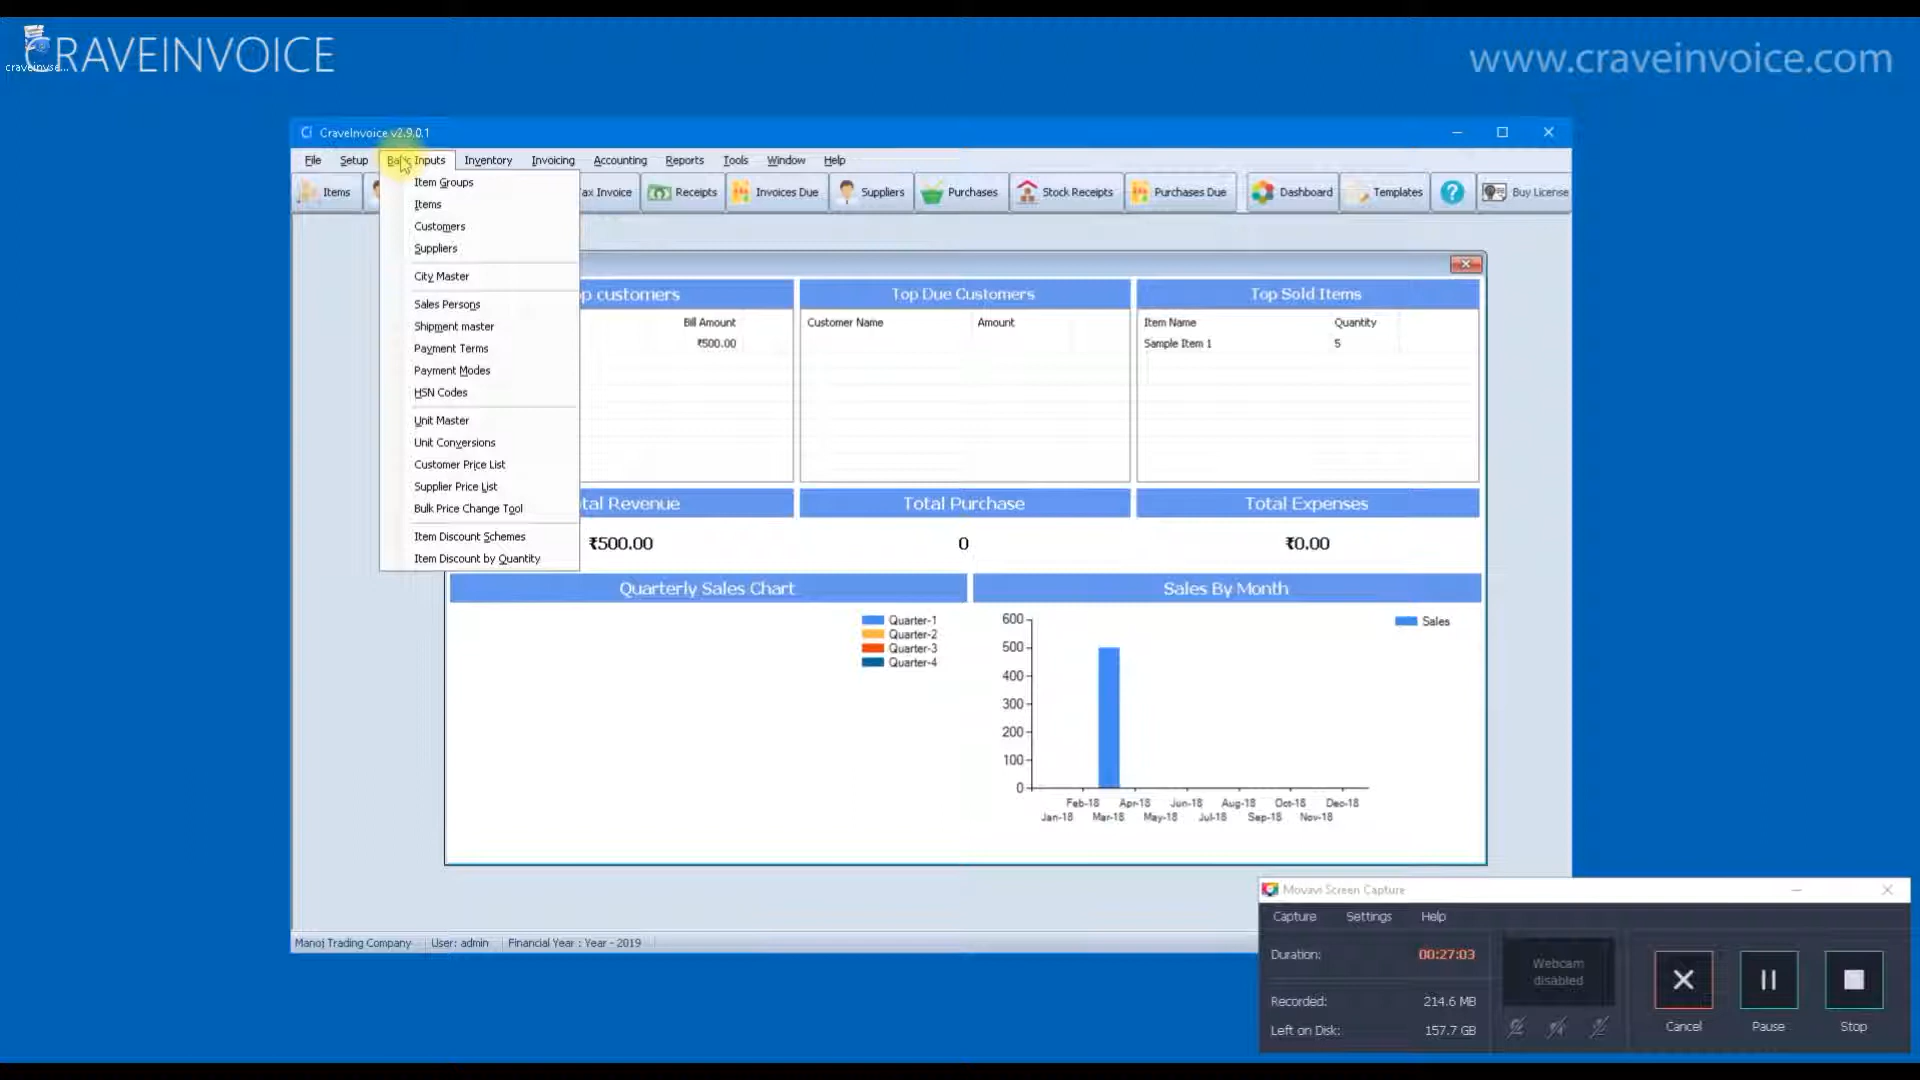 CRAVEINVOICE
www.craveinvoice.com
CraveInvoice v2.9.0.1
File Setup Inputs Inventory Invoicing Accounting Reports Tools Window Help
Items Tax Invoice Receipts Invoices Due Suppliers Purchases Stock Receipts Purchases Due Dashboard Templates ? Buy License
Item Groups
Items
Customers
Suppliers
City Master
Sales Persons
Shipment master
Payment Terms
Payment Modes
HSN Codes
Unit Master
Unit Conversions
Customer Price List
Supplier Price List
Bulk Price Change Tool
Item Discount Schemes
Item Discount by Quantity
customers
Bill Amount
₹500.00
Top Due Customers
Customer Name Amount
Top Sold Items
Item Name Quantity
Sample Item 1 5
Revenue
₹500.00
Total Purchase
0
Total Expenses
₹0.00
Quarterly Sales Chart
Quarter-1
Quarter-2
Quarter-3
Quarter-4
Sales By Month
Sales
600
500
400
300
200
100
0
Feb-18 Apr-18 Jun-18 Aug-18 Oct-18 Dec-18
Jan-18 Mar-18 May-18 Jul-18 Sep-18 Nov-18
Manoj Trading Company User: admin Financial Year : Year - 2019
Movavi Screen Capture
Capture Settings Help
Duration: 00:27:03
Recorded: 214.6 MB
Left on Disk: 157.7 GB
Webcam
disabled
Cancel Pause Stop